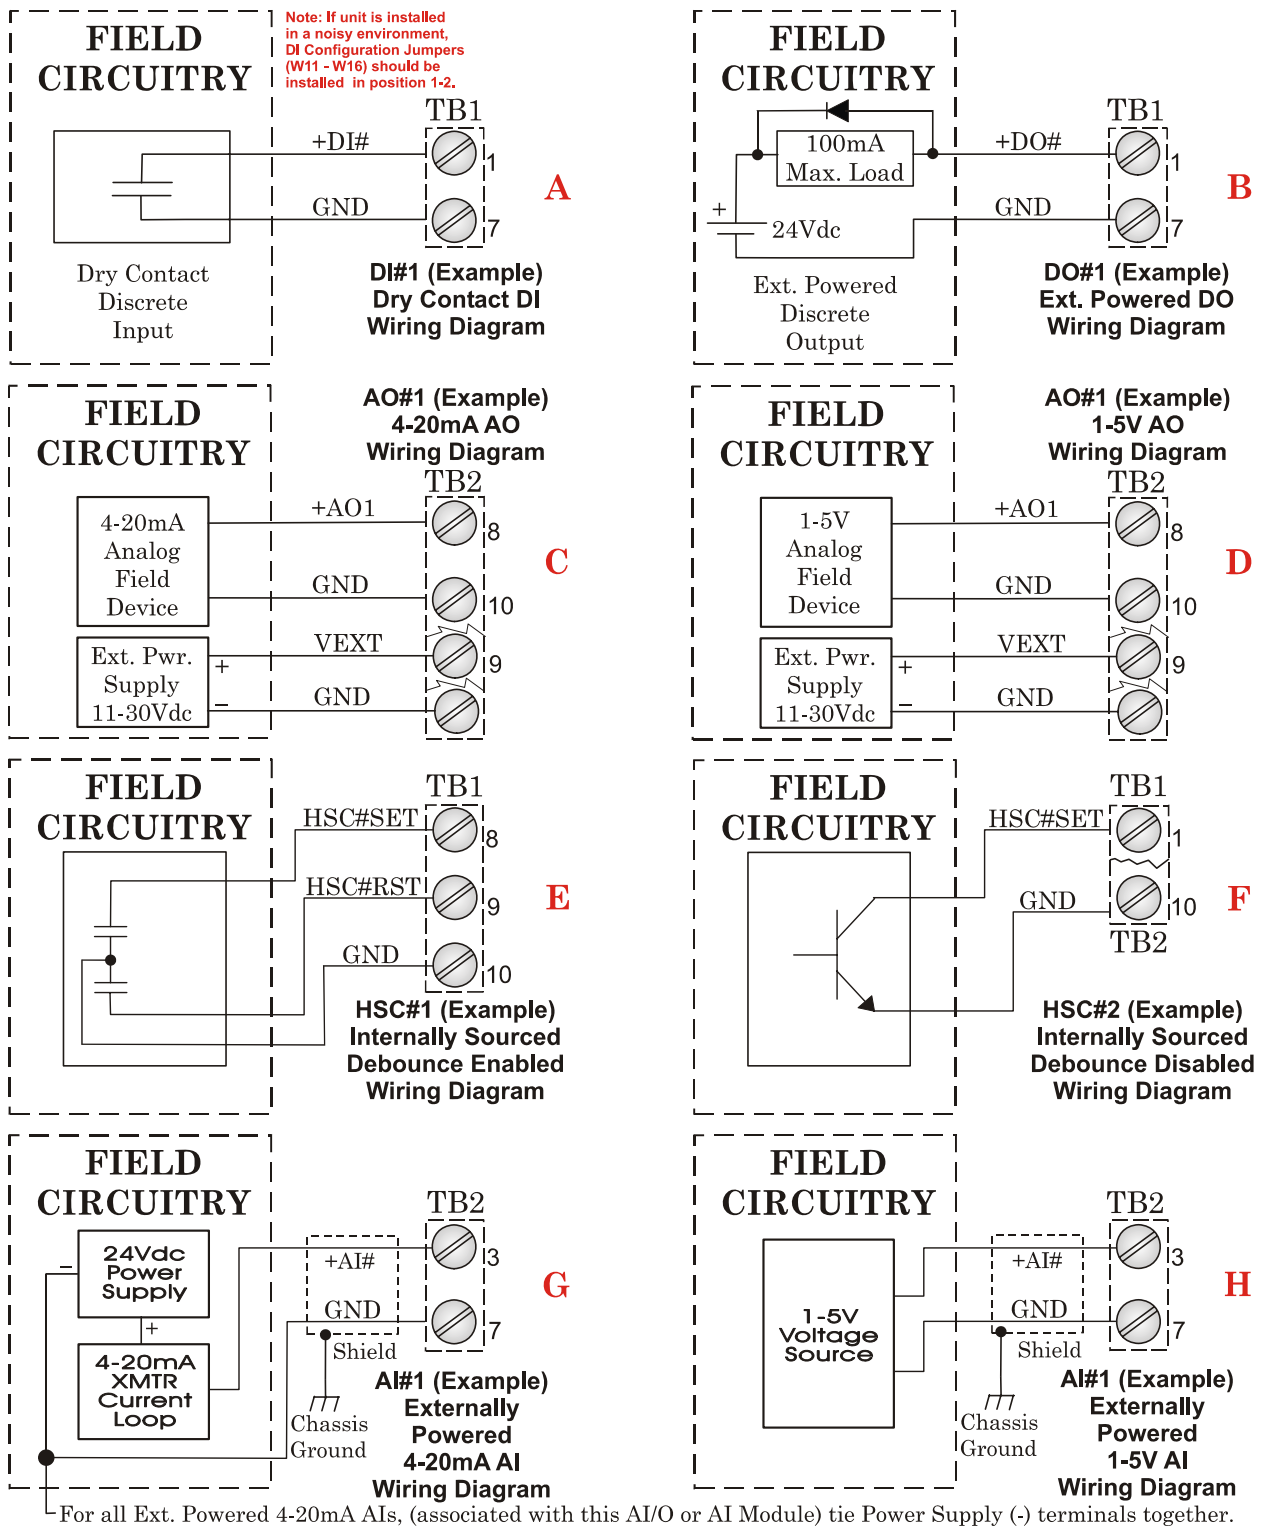 FIELD
CIRCUITRY
Note: If unit is installed
in a noisy environment,
DI Configuration Jumpers
(W11 - W16) should be
installed in position 1-2.
TB1
+DI#
1
GND
7
A
Dry Contact
Discrete
Input
DI#1 (Example)
Dry Contact DI
Wiring Diagram
FIELD
CIRCUITRY
TB1
100mA
Max. Load
+DO#
1
GND
7
+
24Vdc
B
Ext. Powered
Discrete
Output
DO#1 (Example)
Ext. Powered DO
Wiring Diagram
FIELD
CIRCUITRY
AO#1 (Example)
4-20mA AO
Wiring Diagram
TB2
4-20mA
Analog
Field
Device
+AO1
8
GND
10
C
Ext. Pwr.
Supply
11-30Vdc
+
−
VEXT
9
GND
FIELD
CIRCUITRY
AO#1 (Example)
1-5V AO
Wiring Diagram
TB2
1-5V
Analog
Field
Device
+AO1
8
GND
10
D
Ext. Pwr.
Supply
11-30Vdc
+
−
VEXT
9
GND
FIELD
CIRCUITRY
TB1
HSC#SET
8
HSC#RST
9
GND
10
E
HSC#1 (Example)
Internally Sourced
Debounce Enabled
Wiring Diagram
FIELD
CIRCUITRY
TB1
HSC#SET
1
GND
10
TB2
F
HSC#2 (Example)
Internally Sourced
Debounce Disabled
Wiring Diagram
FIELD
CIRCUITRY
TB2
24Vdc
Power
Supply
−
+
4-20mA
XMTR
Current
Loop
+AI#
3
GND
7
Shield
Chassis
Ground
G
AI#1 (Example)
Externally
Powered
4-20mA AI
Wiring Diagram
FIELD
CIRCUITRY
TB2
1-5V
Voltage
Source
+AI#
3
GND
7
Shield
Chassis
Ground
H
AI#1 (Example)
Externally
Powered
1-5V AI
Wiring Diagram
For all Ext. Powered 4-20mA AIs, (associated with this AI/O or AI Module) tie Power Supply (-) terminals together.